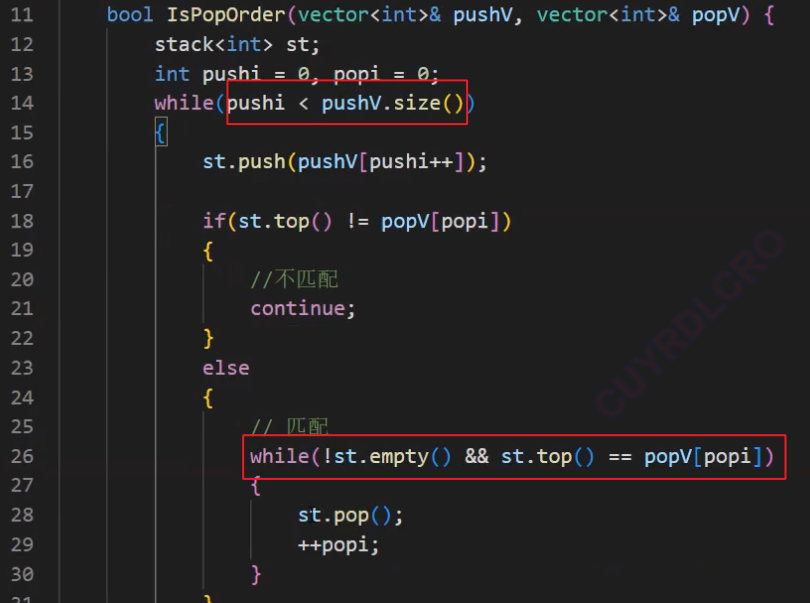 11 bool IsPopOrder(vector<int>& pushV, vector<int>& popV) {
12 stack<int> st;
13 int pushi = 0, popi = 0;
14 while(pushi < pushV.size())
15 {
16 st.push(pushV[pushi++]);
17
18 if(st.top() != popV[popi])
19 {
20 //不匹配
21 continue;
22 }
23 else
24 {
25 // 匹配
26 while(!st.empty() && st.top() == popV[popi])
27 {
28 st.pop();
29 ++popi;
30 }
31 }
CUYRDLCRO